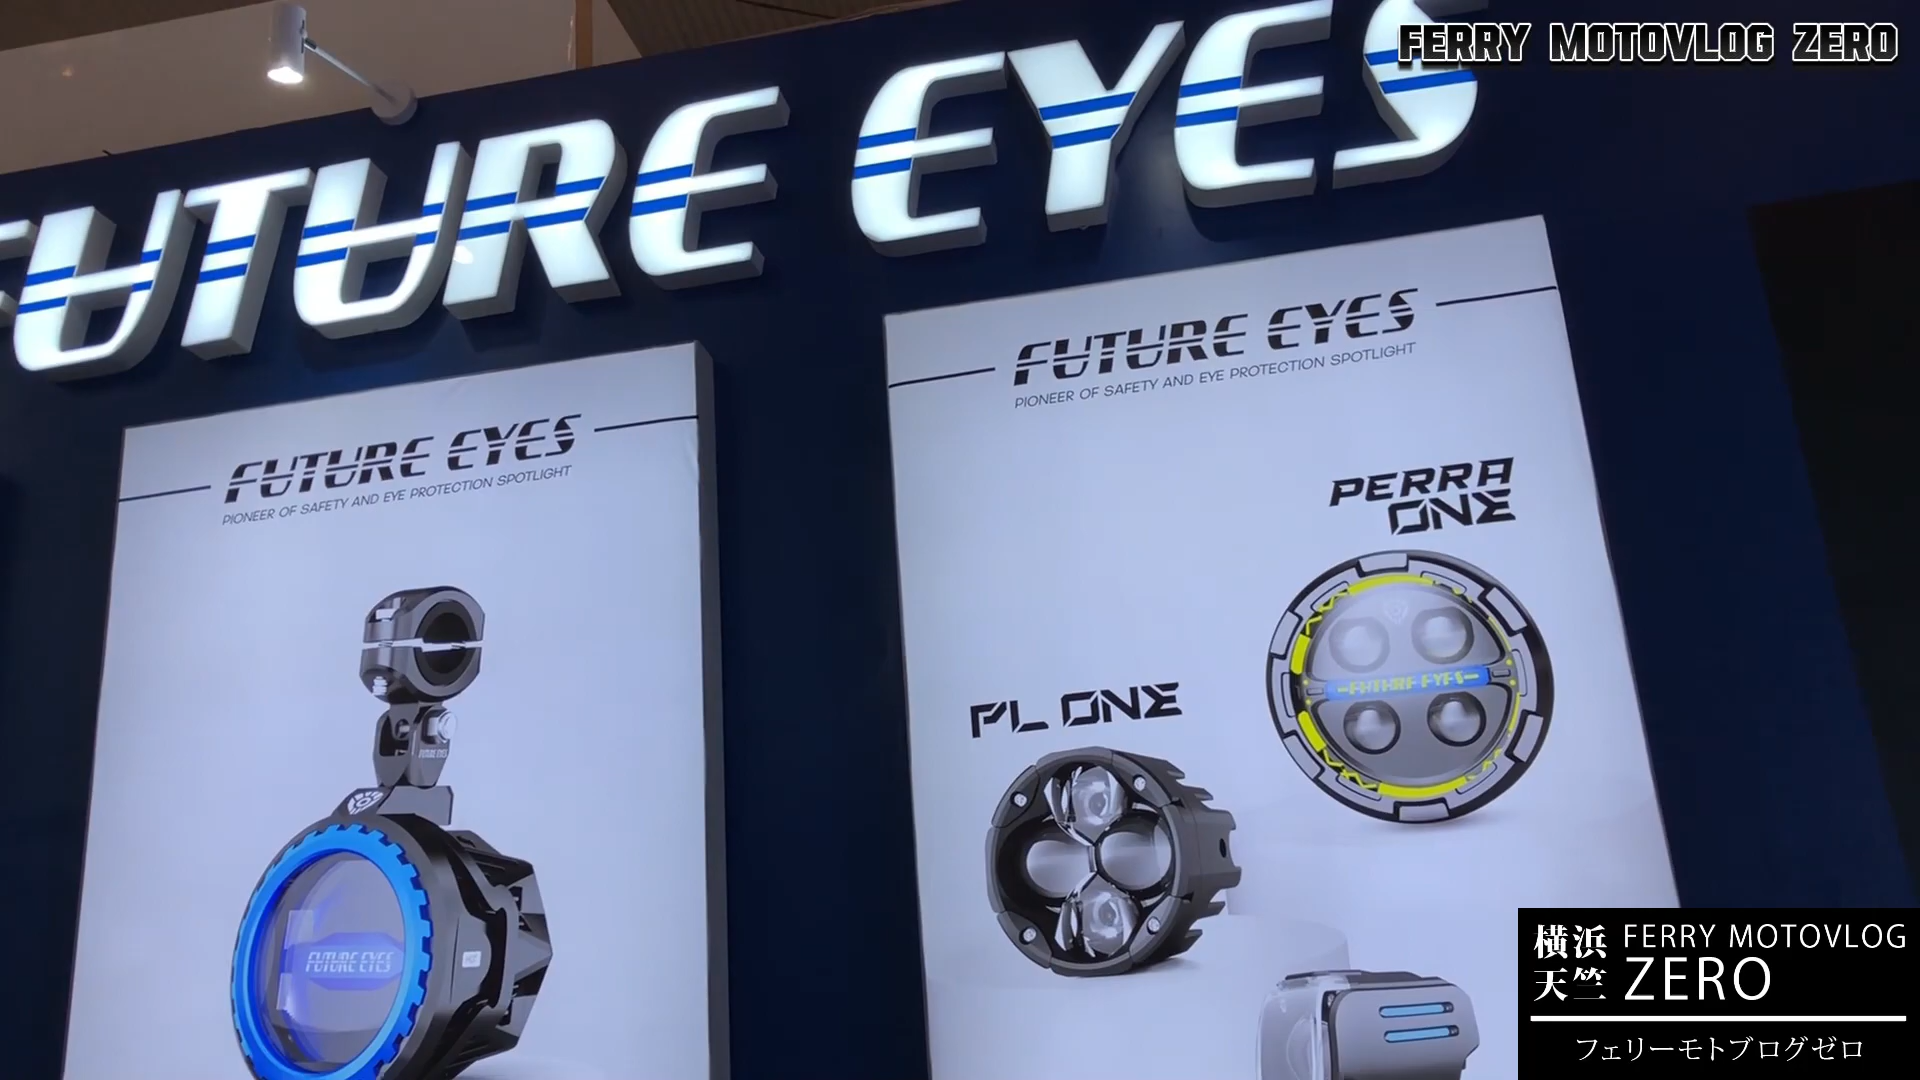 FERRY MOTOVLOG ZERO
FUTURE EYES
FUTURE EYES
PIONEER OF SAFETY AND EYE PROTECTION SPOTLIGHT
FUTURE EYES
FUTURE EYES
FUTURE EYES
PIONEER OF SAFETY AND EYE PROTECTION SPOTLIGHT
PERRA
ONE
FUTURE EYES
PL ONE
横浜
天竺
FERRY MOTOVLOG
ZERO
フェリーモトブログゼロ